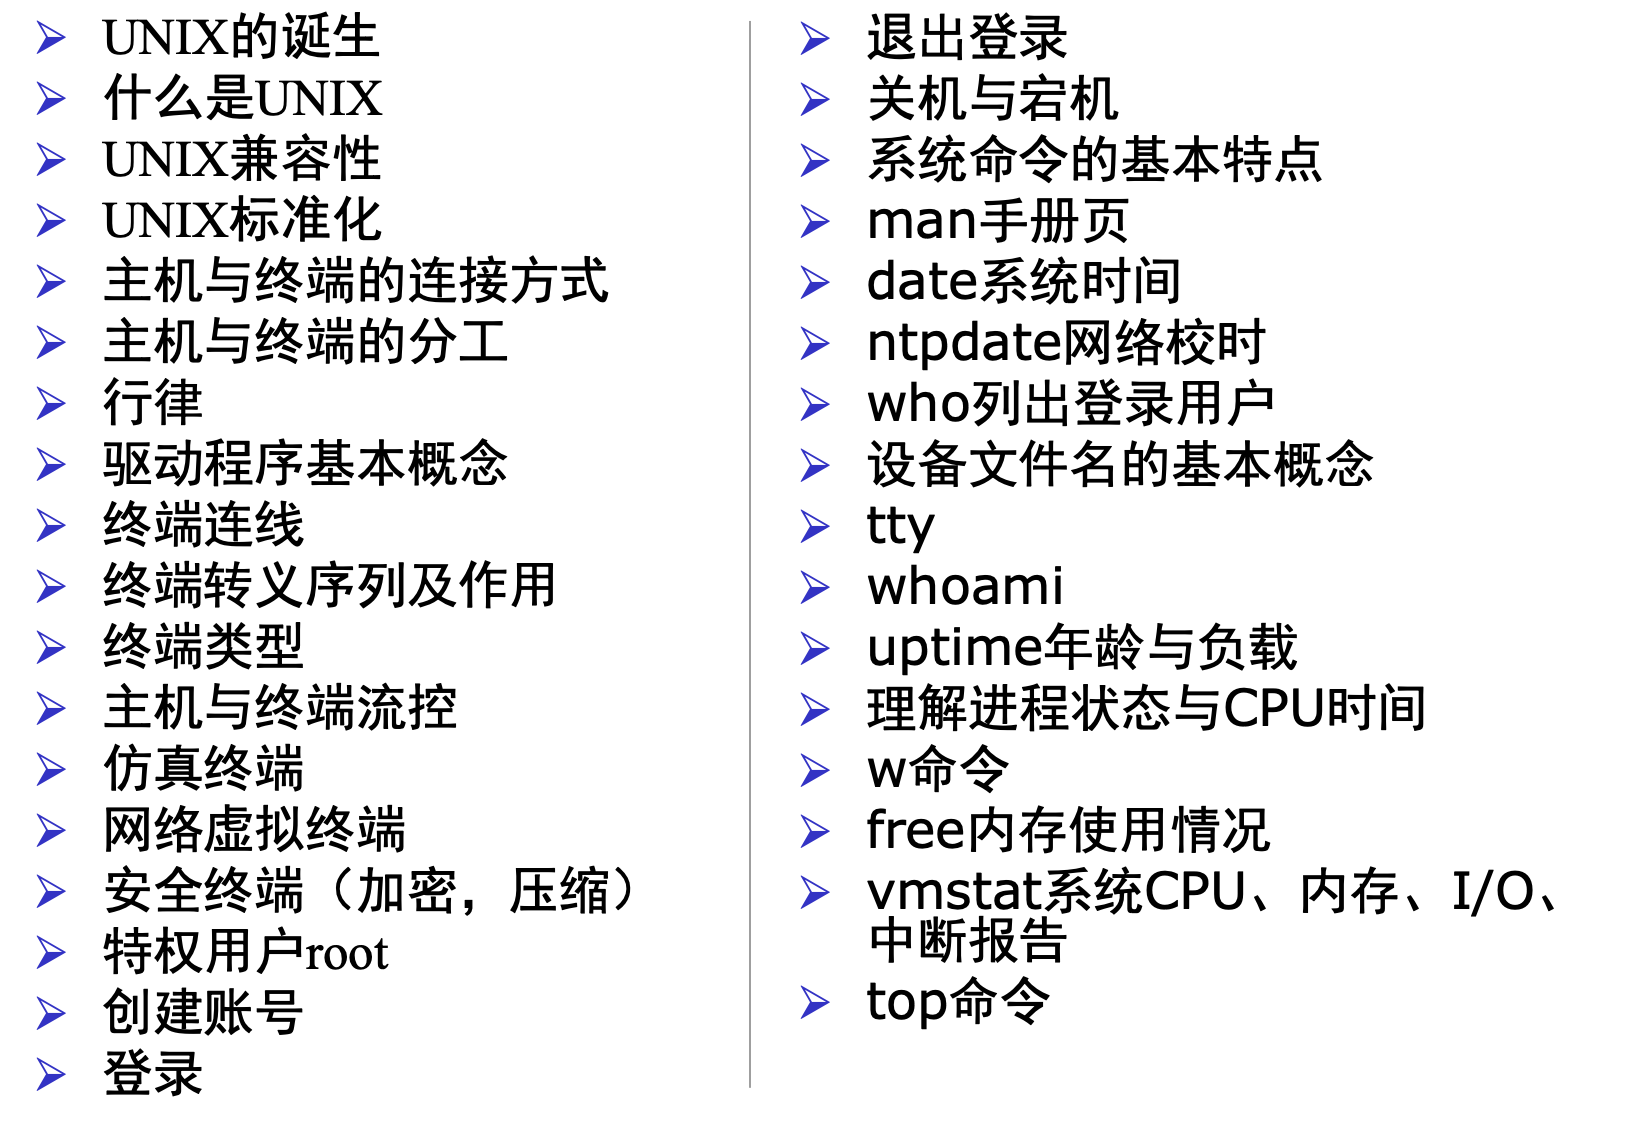 UNIX的诞生
什么是UNIX
UNIX兼容性
UNIX标准化
主机与终端的连接方式
主机与终端的分工
行律
驱动程序基本概念
终端连线
终端转义序列及作用
终端类型
主机与终端流控
仿真终端
网络虚拟终端
安全终端（加密，压缩）
特权用户root
创建账号
登录
退出登录
关机与宕机
系统命令的基本特点
man手册页
date系统时间
ntpdate网络校时
who列出登录用户
设备文件名的基本概念
tty
whoami
uptime年龄与负载
理解进程状态与CPU时间
w命令
free内存使用情况
vmstat系统CPU、内存、I/O、
中断报告
top命令